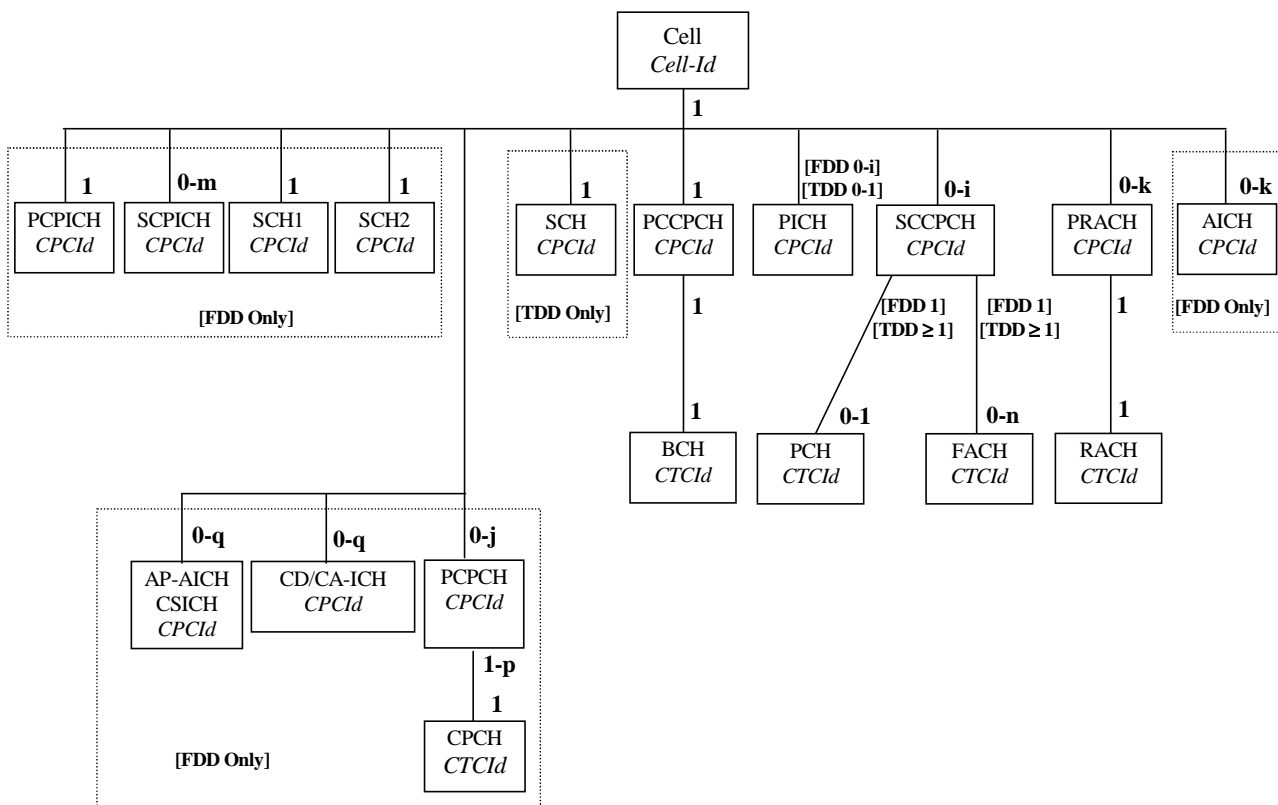 Cell
Cell-Id
1
1
0-m
1
1
1
1
[FDD 0-i]
[TDD 0-1]
0-i
0-k
0-k
PCPICH
CPCId
SCPICH
CPCId
SCH1
CPCId
SCH2
CPCId
SCH
CPCId
PCCPCH
CPCId
PICH
CPCId
SCCPCH
CPCId
PRACH
CPCId
AICH
CPCId
[FDD Only]
[TDD Only]
1
[FDD 1]
[TDD ≥ 1]
[FDD 1]
[TDD ≥ 1]
1
[FDD Only]
1
0-1
0-n
1
BCH
CTCId
PCH
CTCId
FACH
CTCId
RACH
CTCId
0-q
0-q
0-j
AP-AICH
CSICH
CPCId
CD/CA-ICH
CPCId
PCPCH
CPCId
1-p
1
CPCH
CTCId
[FDD Only]